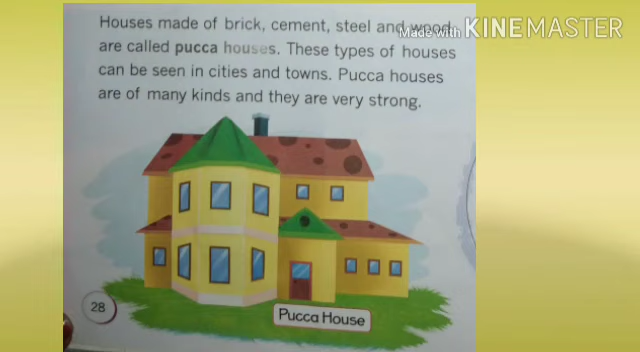 Made with KINEMASTER
Houses made of brick, cement, steel and wood
are called pucca houses. These types of houses
can be seen in cities and towns. Pucca houses
are of many kinds and they are very strong.
28
Pucca House